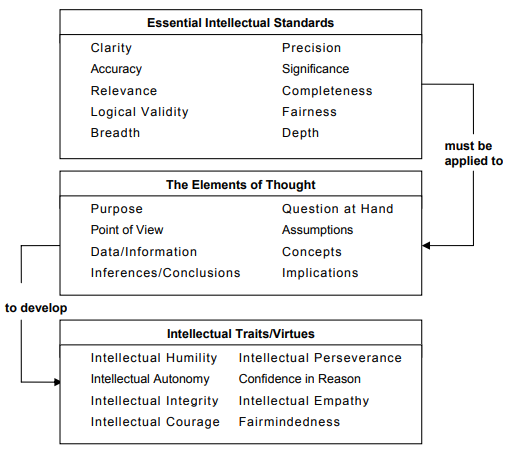 Essential Intellectual Standards
Clarity Precision
Accuracy Significance
Relevance Completeness
Logical Validity Fairness
Breadth Depth
must be
applied to
The Elements of Thought
Purpose Question at Hand
Point of View Assumptions
Data/Information Concepts
Inferences/Conclusions Implications
to develop
Intellectual Traits/Virtues
Intellectual Humility Intellectual Perseverance
Intellectual Autonomy Confidence in Reason
Intellectual Integrity Intellectual Empathy
Intellectual Courage Fairmindedness